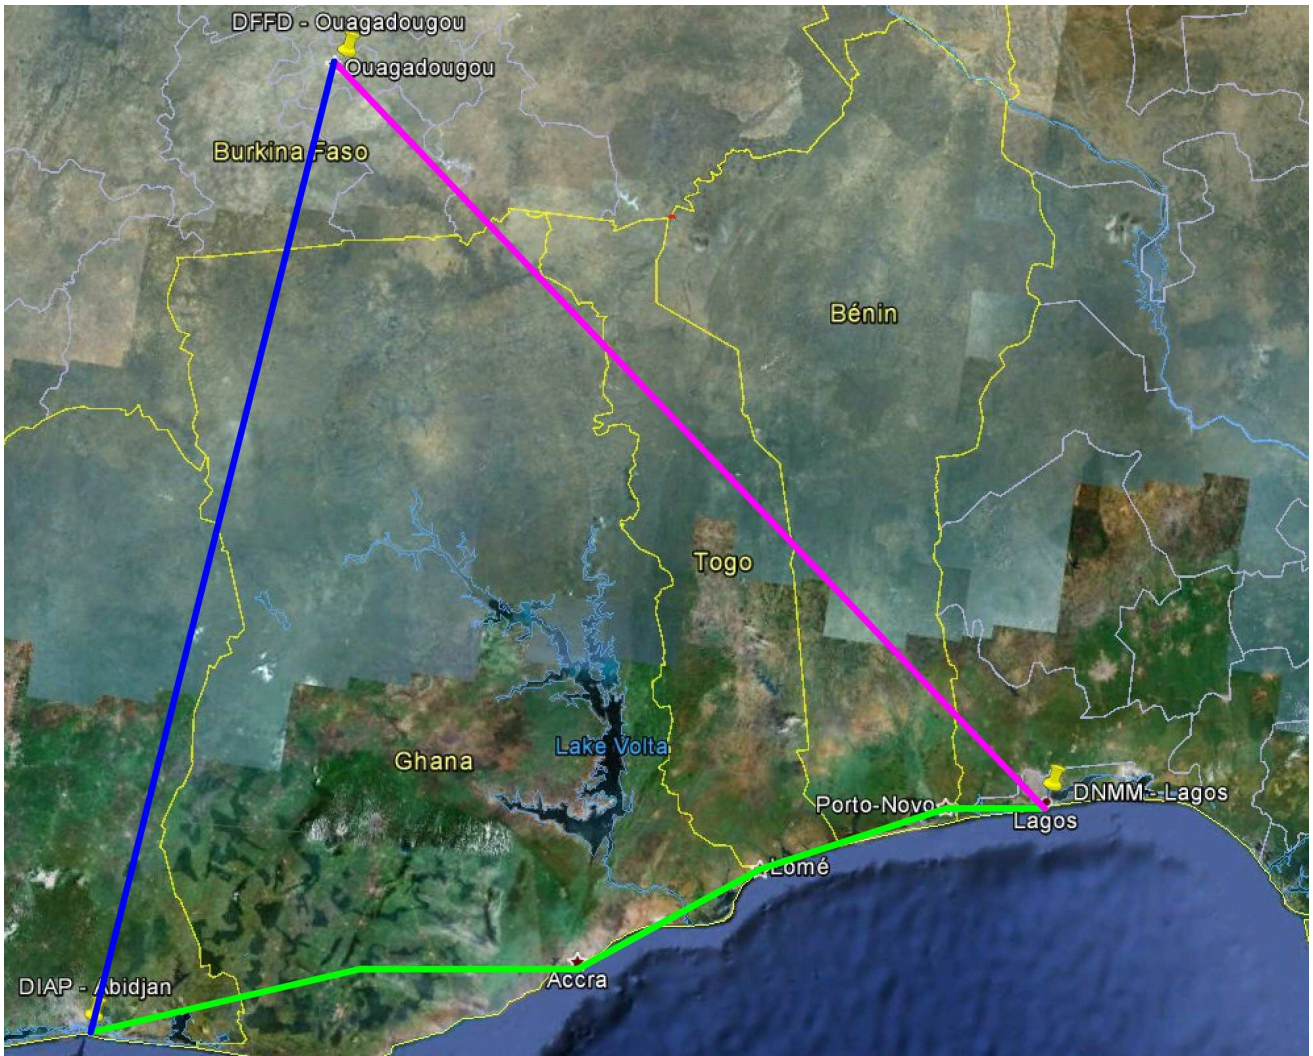 DFFD - Ouagadougou
Ouagadougou
Burkina Faso
Bénin
Togo
Ghana
Lake Volta
Porto-Novo
DNMM - Lagos
Lagos
Lomé
Accra
DIAP - Abidjan